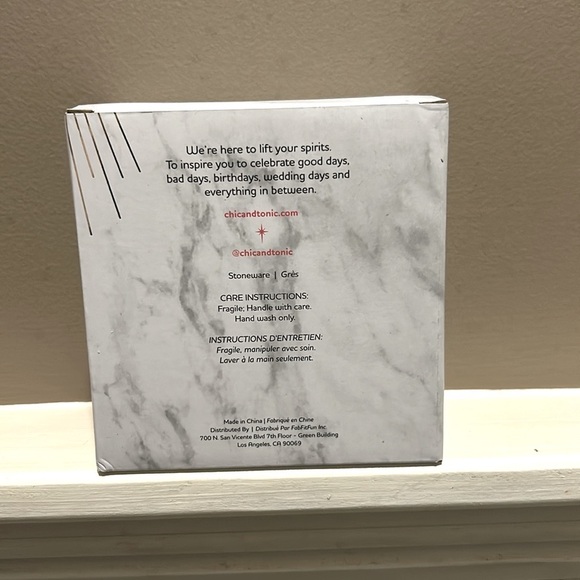 We're here to lift your spirits.
To inspire you to celebrate good days,
bad days, birthdays, wedding days and
everything in between.
chicandtonic.com
@chicandtonic
Stoneware | Grés
CARE INSTRUCTIONS:
Fragile; Handle with care.
Hand wash only.
INSTRUCTIONS D'ENTRETIEN:
Fragile, manipuler avec soin.
Laver à la main seulement.
Made in China | Fabriqué en Chine
Distributed By | Distribué Par FabFitFun Inc.
700 N. San Vicente Blvd 7th Floor - Green Building
Los Angeles, CA 90069